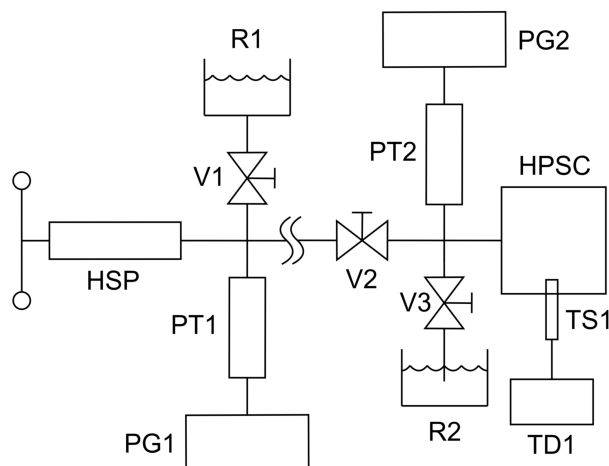 R1
PG2
V1
PT2
HPSC
HSP
V2
V3
PT1
TS1
PG1
R2
TD1